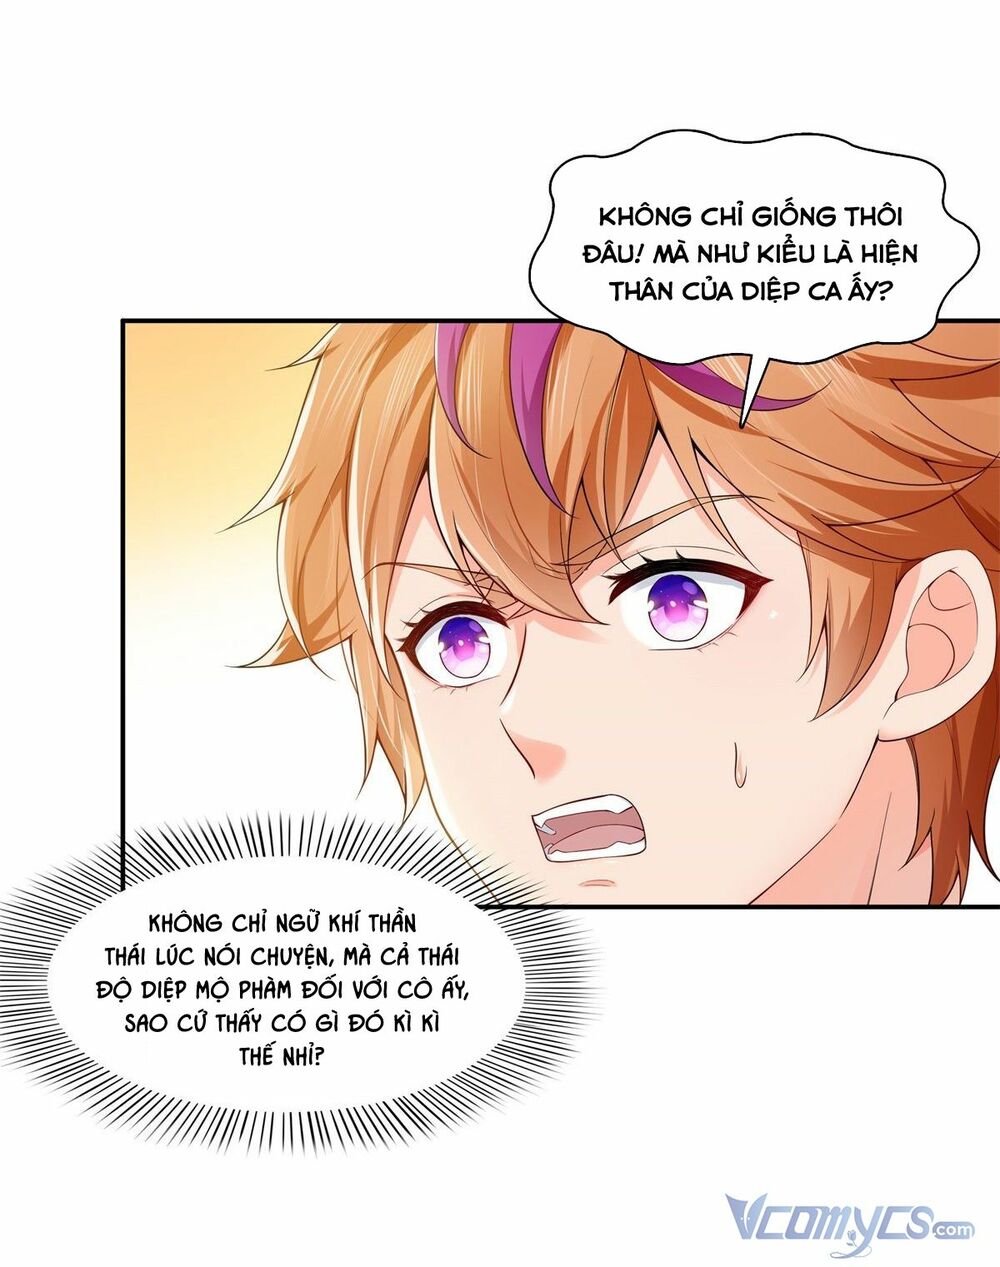 KHÔNG CHỈ GIỐNG THÔI
ĐÂU! MÀ NHƯ KIỂU LÀ HIỆN
THÂN CỦA DIỆP CA ẤY?
KHÔNG CHỈ NGỮ KHÍ THẦN
THÁI LÚC NÓI CHUYỆN, MÀ CẢ THÁI
ĐỘ DIỆP MỘ PHÀM ĐỐI VỚI CÔ ẤY,
SAO CỨ THẤY CÓ GÌ ĐÓ KÌ KÌ
THẾ NHỈ?
Vcomycs.com